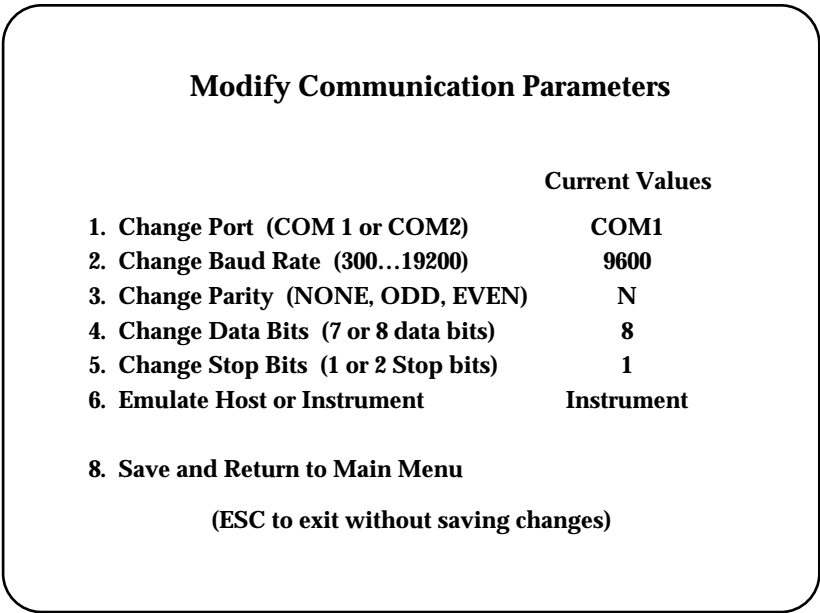 Modify Communication Parameters
Current Values
1. Change Port (COM 1 or COM2) COM1
2. Change Baud Rate (300…19200) 9600
3. Change Parity (NONE, ODD, EVEN) N
4. Change Data Bits (7 or 8 data bits) 8
5. Change Stop Bits (1 or 2 Stop bits) 1
6. Emulate Host or Instrument Instrument
8. Save and Return to Main Menu
(ESC to exit without saving changes)